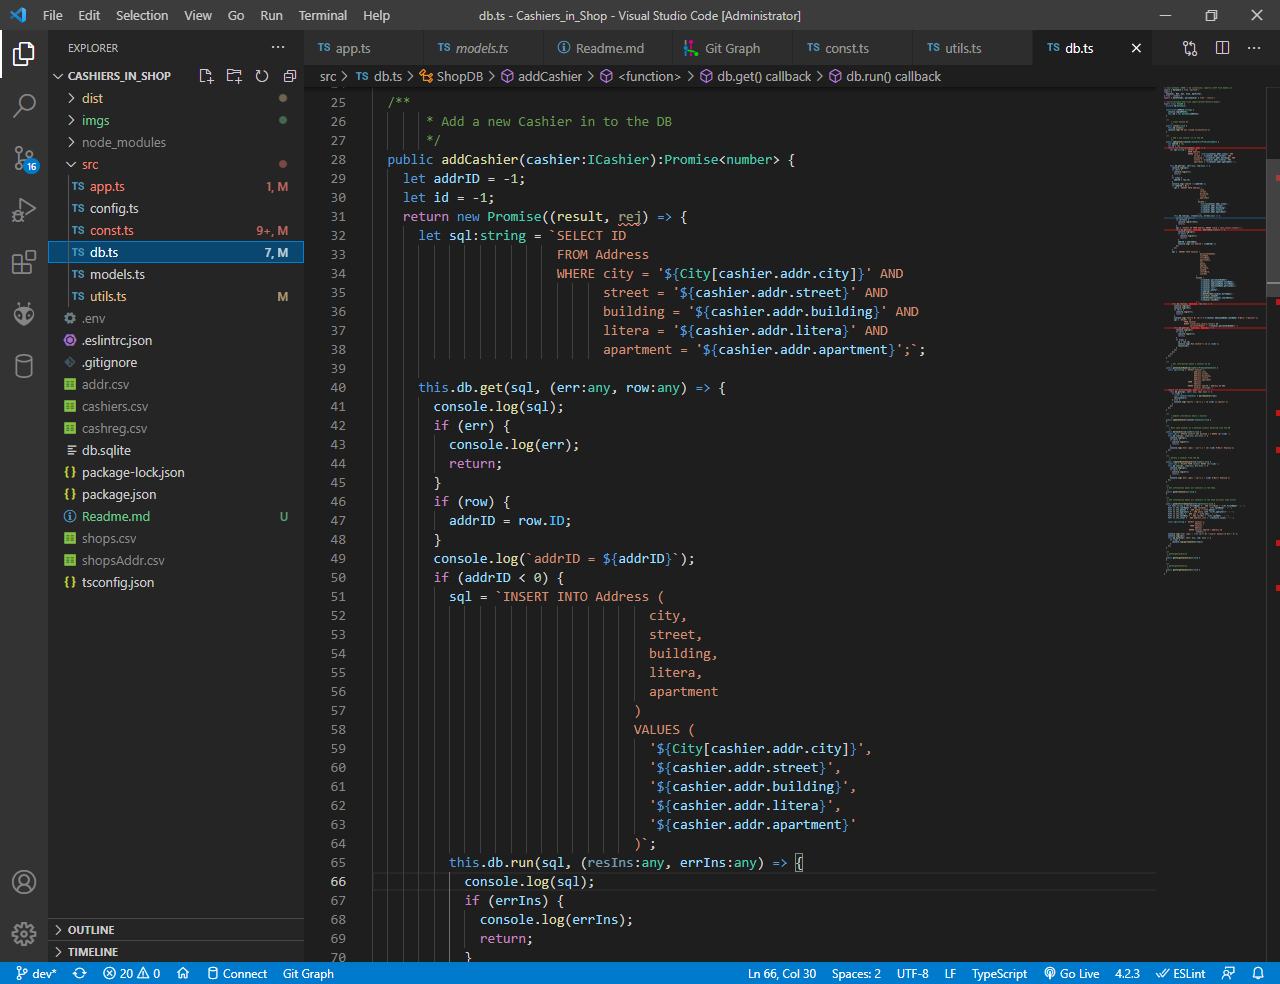 File Edit Selection View Go Run Terminal Help db.ts - Cashiers_in_Shop - Visual Studio Code [Administrator]
EXPLORER
TS app.ts TS models.ts Readme.md Git Graph TS const.ts TS utils.ts TS db.ts
CASHIERS_IN_SHOP
src > TS db.ts > ShopDB > addCashier > <function> > db.get() callback > db.run() callback
dist
imgs
node_modules
src
TS app.ts 1, M
TS config.ts
TS const.ts 9+, M
TS db.ts 7, M
TS models.ts
TS utils.ts M
.env
.eslintrc.json
.gitignore
addr.csv
cashiers.csv
cashreg.csv
db.sqlite
{} package-lock.json
{} package.json
Readme.md U
shops.csv
shopsAddr.csv
{} tsconfig.json
OUTLINE
TIMELINE
16
25 /**
26 * Add a new Cashier in to the DB
27 */
28 public addCashier(cashier:ICashier):Promise<number> {
29 let addrID = -1;
30 let id = -1;
31 return new Promise((result, rej) => {
32 let sql:string = `SELECT ID
33 FROM Address
34 WHERE city = '${City[cashier.addr.city]}' AND
35 street = '${cashier.addr.street}' AND
36 building = '${cashier.addr.building}' AND
37 litera = '${cashier.addr.litera}' AND
38 apartment = '${cashier.addr.apartment}';`;
39
40 this.db.get(sql, (err:any, row:any) => {
41 console.log(sql);
42 if (err) {
43 console.log(err);
44 return;
45 }
46 if (row) {
47 addrID = row.ID;
48 }
49 console.log(`addrID = ${addrID}`);
50 if (addrID < 0) {
51 sql = `INSERT INTO Address (
52 city,
53 street,
54 building,
55 litera,
56 apartment
57 )
58 VALUES (
59 '${City[cashier.addr.city]}',
60 '${cashier.addr.street}',
61 '${cashier.addr.building}',
62 '${cashier.addr.litera}',
63 '${cashier.addr.apartment}'
64 )`;
65 this.db.run(sql, (resIns:any, errIns:any) => {
66 console.log(sql);
67 if (errIns) {
68 console.log(errIns);
69 return;
70 }
dev* 20 0 Connect Git Graph Ln 66, Col 30 Spaces: 2 UTF-8 LF TypeScript Go Live 4.2.3 ESLint